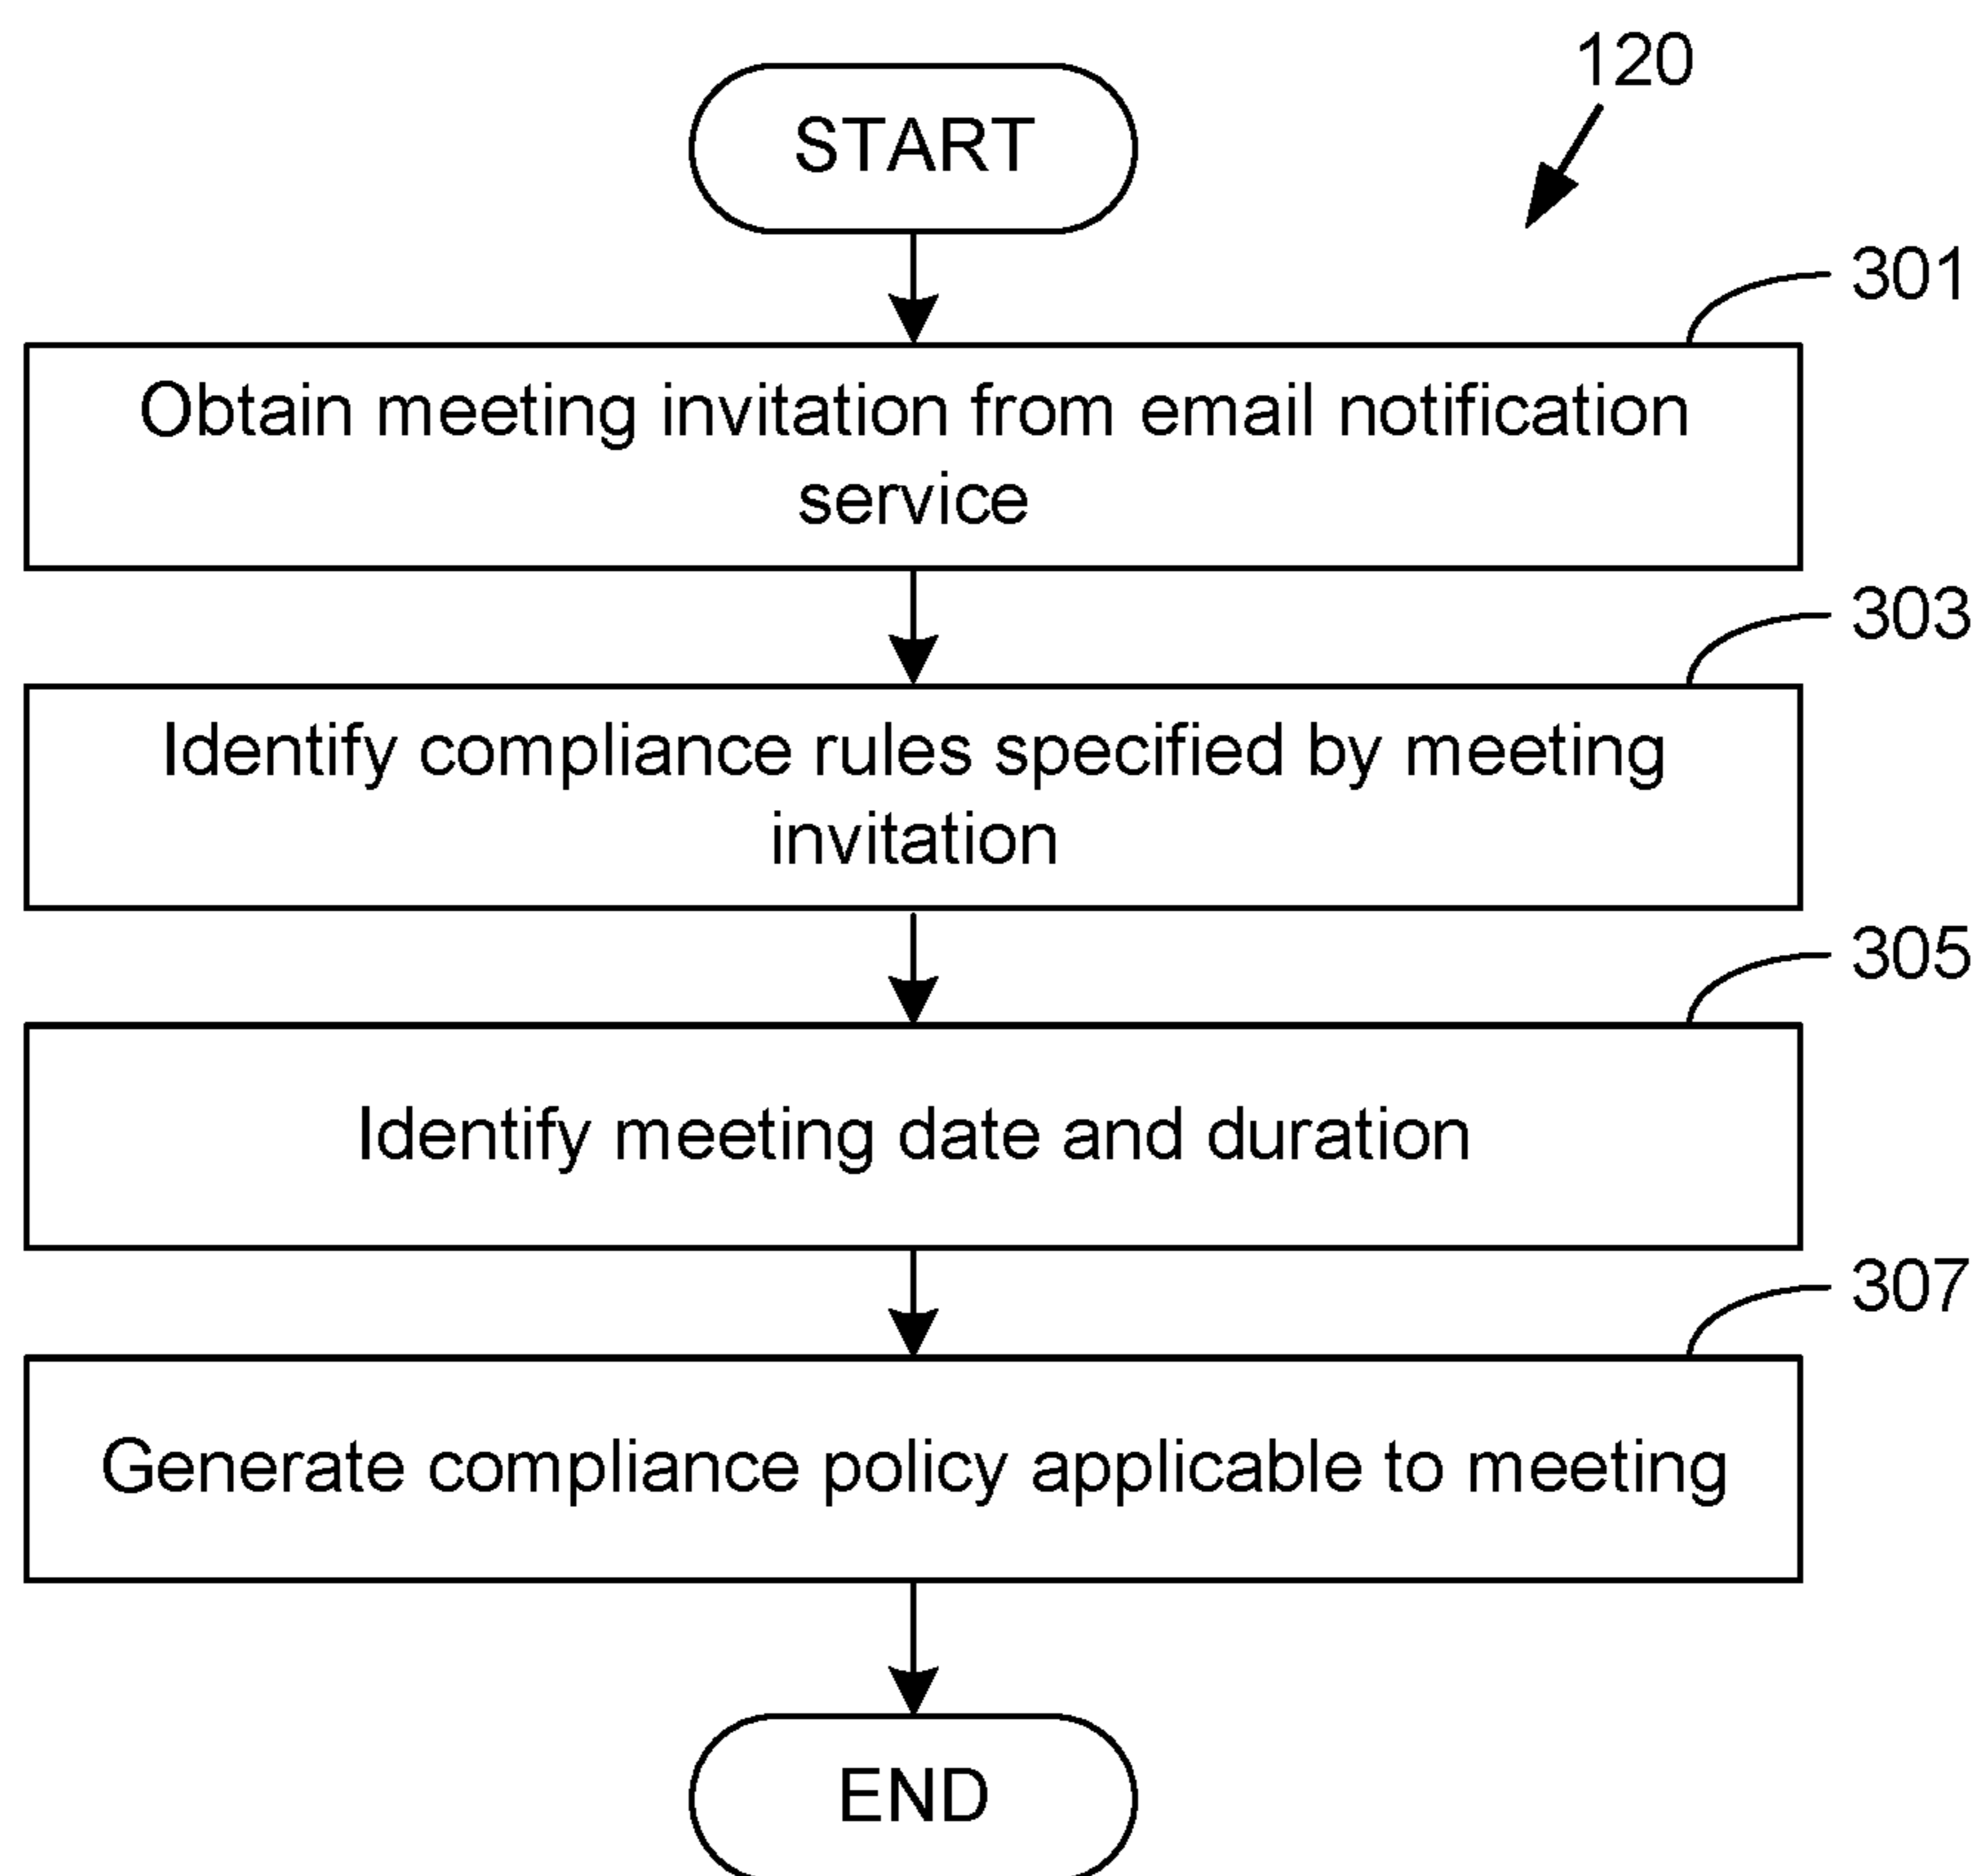 120
START
301
Obtain meeting invitation from email notification
service
303
Identify compliance rules specified by meeting
invitation
305
Identify meeting date and duration
307
Generate compliance policy applicable to meeting
END